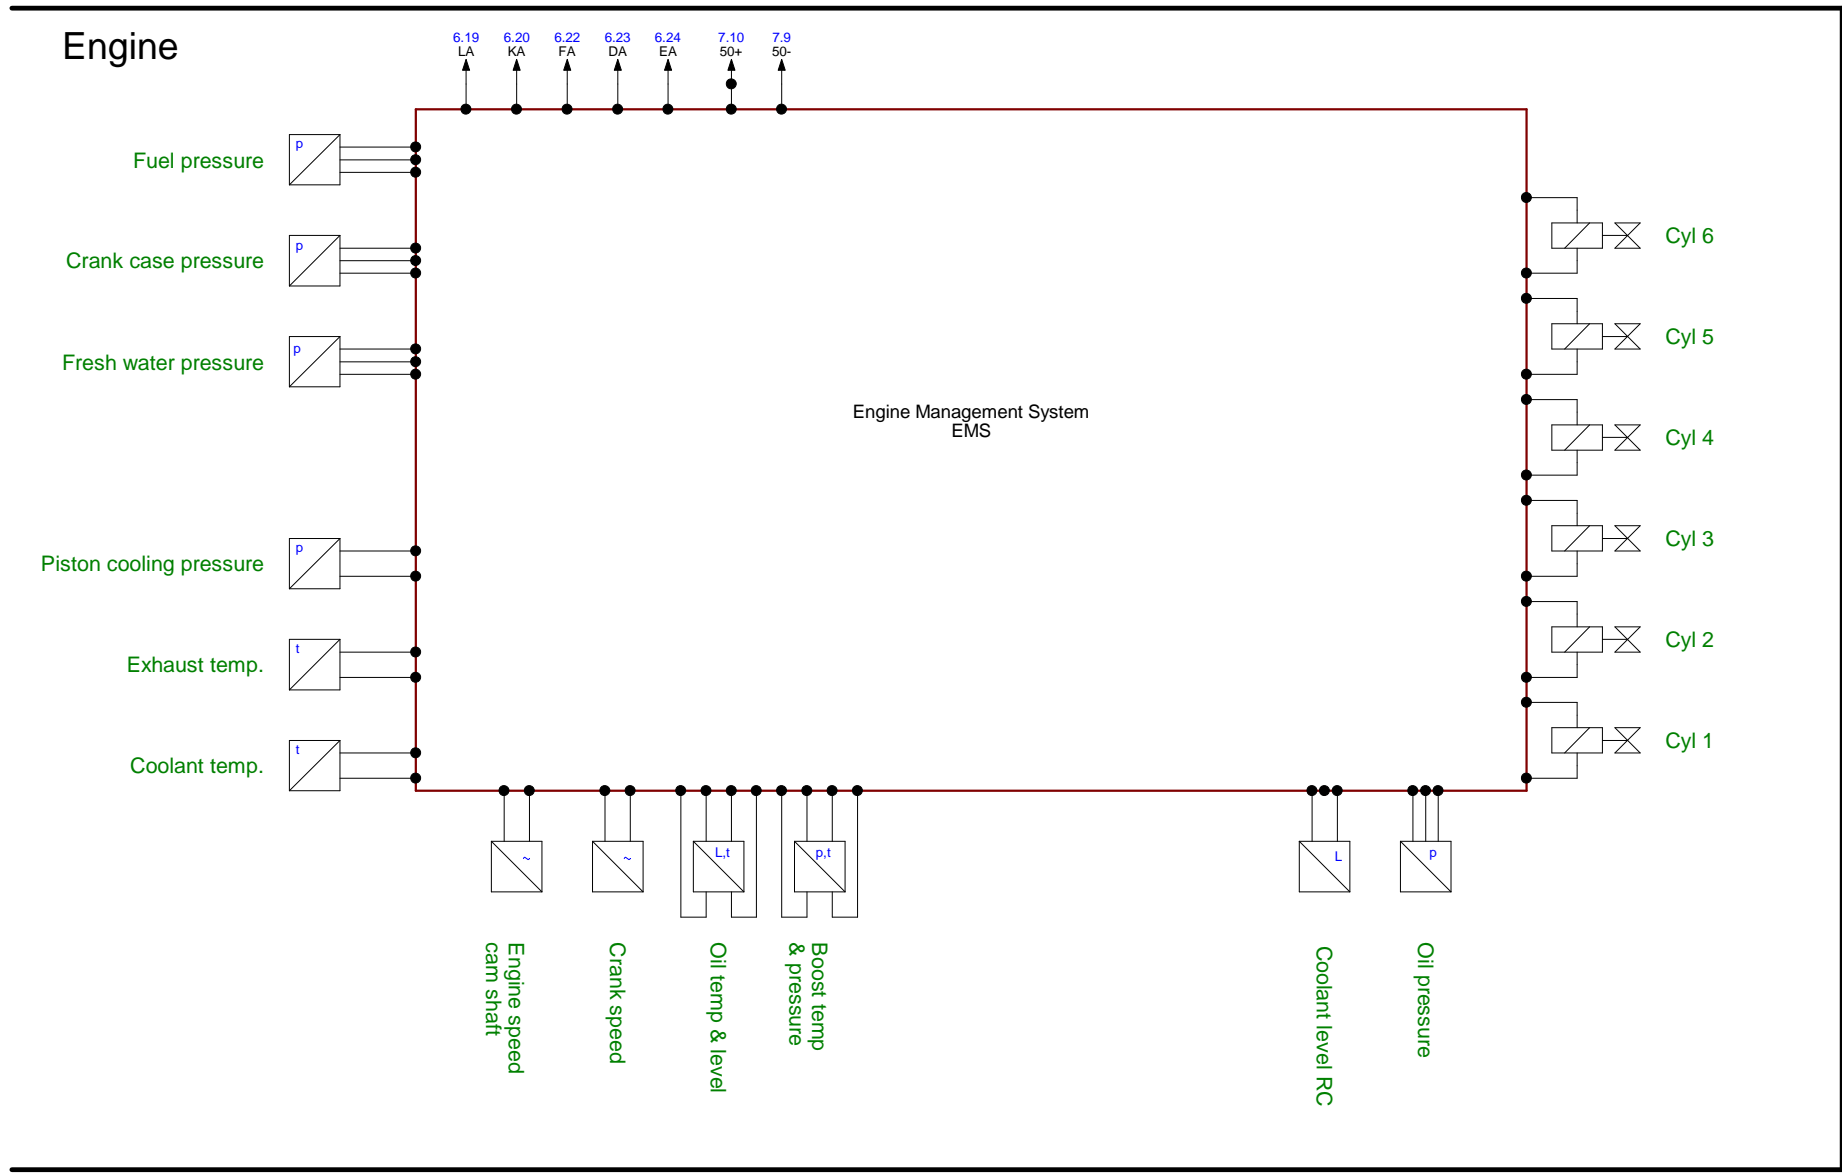 Engine
6.19 6.20 6.22 6.23 6.24 7.10 7.9
LA KA FA DA EA 50+ 50-
p
Fuel pressure
p
Crank case pressure
p
Fresh water pressure
p
Piston cooling pressure
t
Exhaust temp.
t
Coolant temp.
Engine Management System
EMS
Cyl 6
Cyl 5
Cyl 4
Cyl 3
Cyl 2
Cyl 1
~ ~ L,t p,t L p
Engine speed
cam shaft
Crank speed
Oil temp & level
Boost temp
& pressure
Coolant level RC
Oil pressure